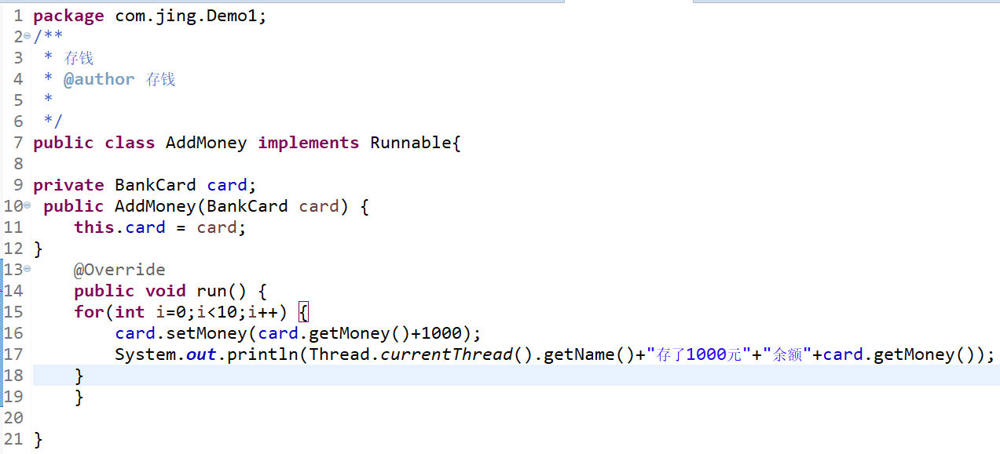 1 package com.jing.Demo1;
2 /**
3  * 存钱
4  * @author 存钱
5  *
6  */
7 public class AddMoney implements Runnable{
8
9 private BankCard card;
10  public AddMoney(BankCard card) {
11     this.card = card;
12 }
13     @Override
14     public void run() {
15     for(int i=0;i<10;i++) {
16         card.setMoney(card.getMoney()+1000);
17         System.out.println(Thread.currentThread().getName()+"存了1000元"+"余额"+card.getMoney());
18     }
19     }
20
21 }